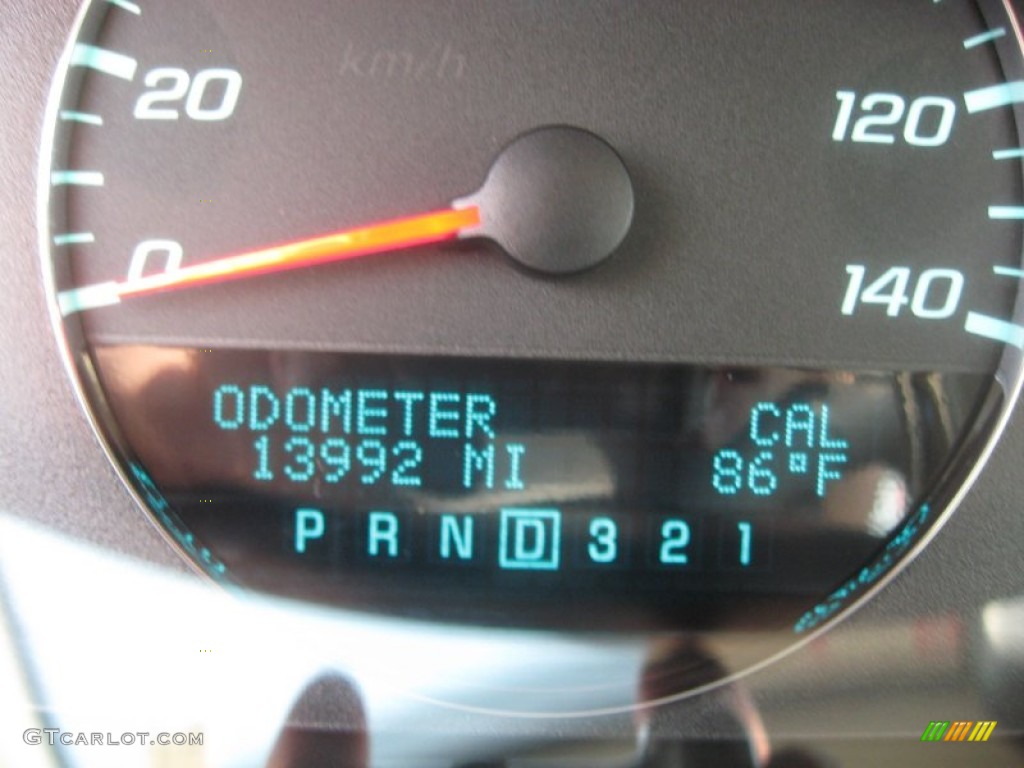 km/h
20
120
0
140
ODOMETER
CAL
13992 MI
86°F
P R N D 3 2 1
GTCARLOT.COM